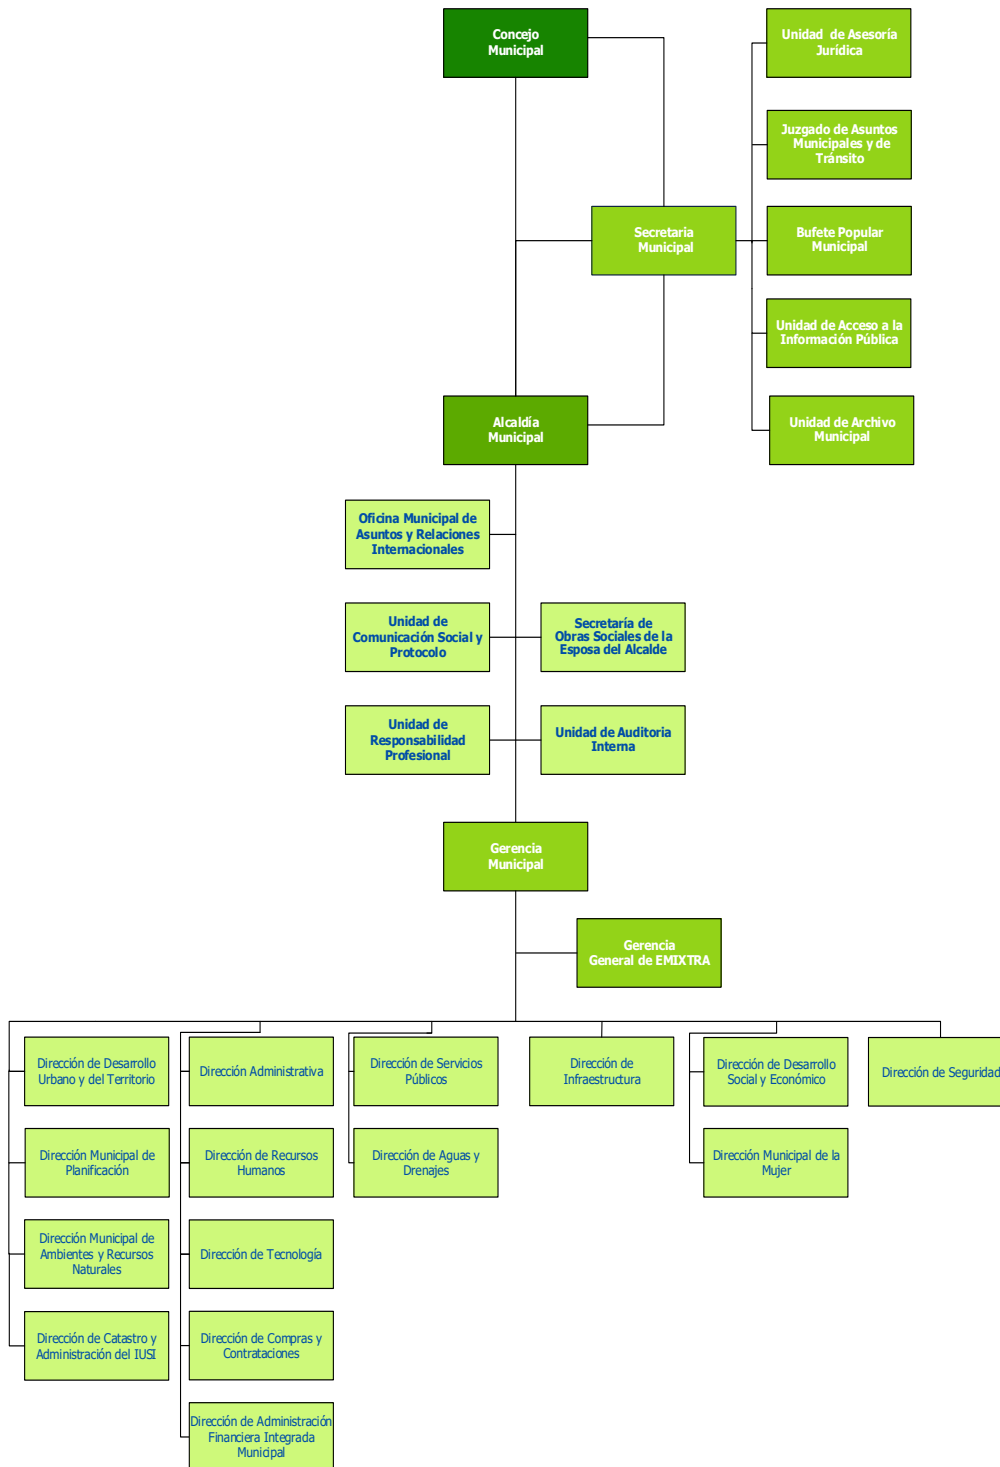 Concejo
Municipal
Unidad de Asesoría
Jurídica
Juzgado de Asuntos
Municipales y de
Tránsito
Secretaria
Municipal
Bufete Popular
Municipal
Unidad de Acceso a la
Información Pública
Alcaldía
Municipal
Unidad de Archivo
Municipal
Oficina Municipal de
Asuntos y Relaciones
Internacionales
Unidad de
Comunicación Social y
Protocolo
Secretaría de
Obras Sociales de la
Esposa del Alcalde
Unidad de
Responsabilidad
Profesional
Unidad de Auditoria
Interna
Gerencia
Municipal
Gerencia
General de EMIXTRA
Dirección de Desarrollo
Urbano y del Territorio
Dirección Administrativa
Dirección de Servicios
Públicos
Dirección de
Infraestructura
Dirección de Desarrollo
Social y Económico
Dirección de Seguridad
Dirección Municipal de
Planificación
Dirección de Recursos
Humanos
Dirección de Aguas y
Drenajes
Dirección Municipal de la
Mujer
Dirección Municipal de
Ambientes y Recursos
Naturales
Dirección de Tecnología
Dirección de Catastro y
Administración del IUSI
Dirección de Compras y
Contrataciones
Dirección de Administración
Financiera Integrada
Municipal